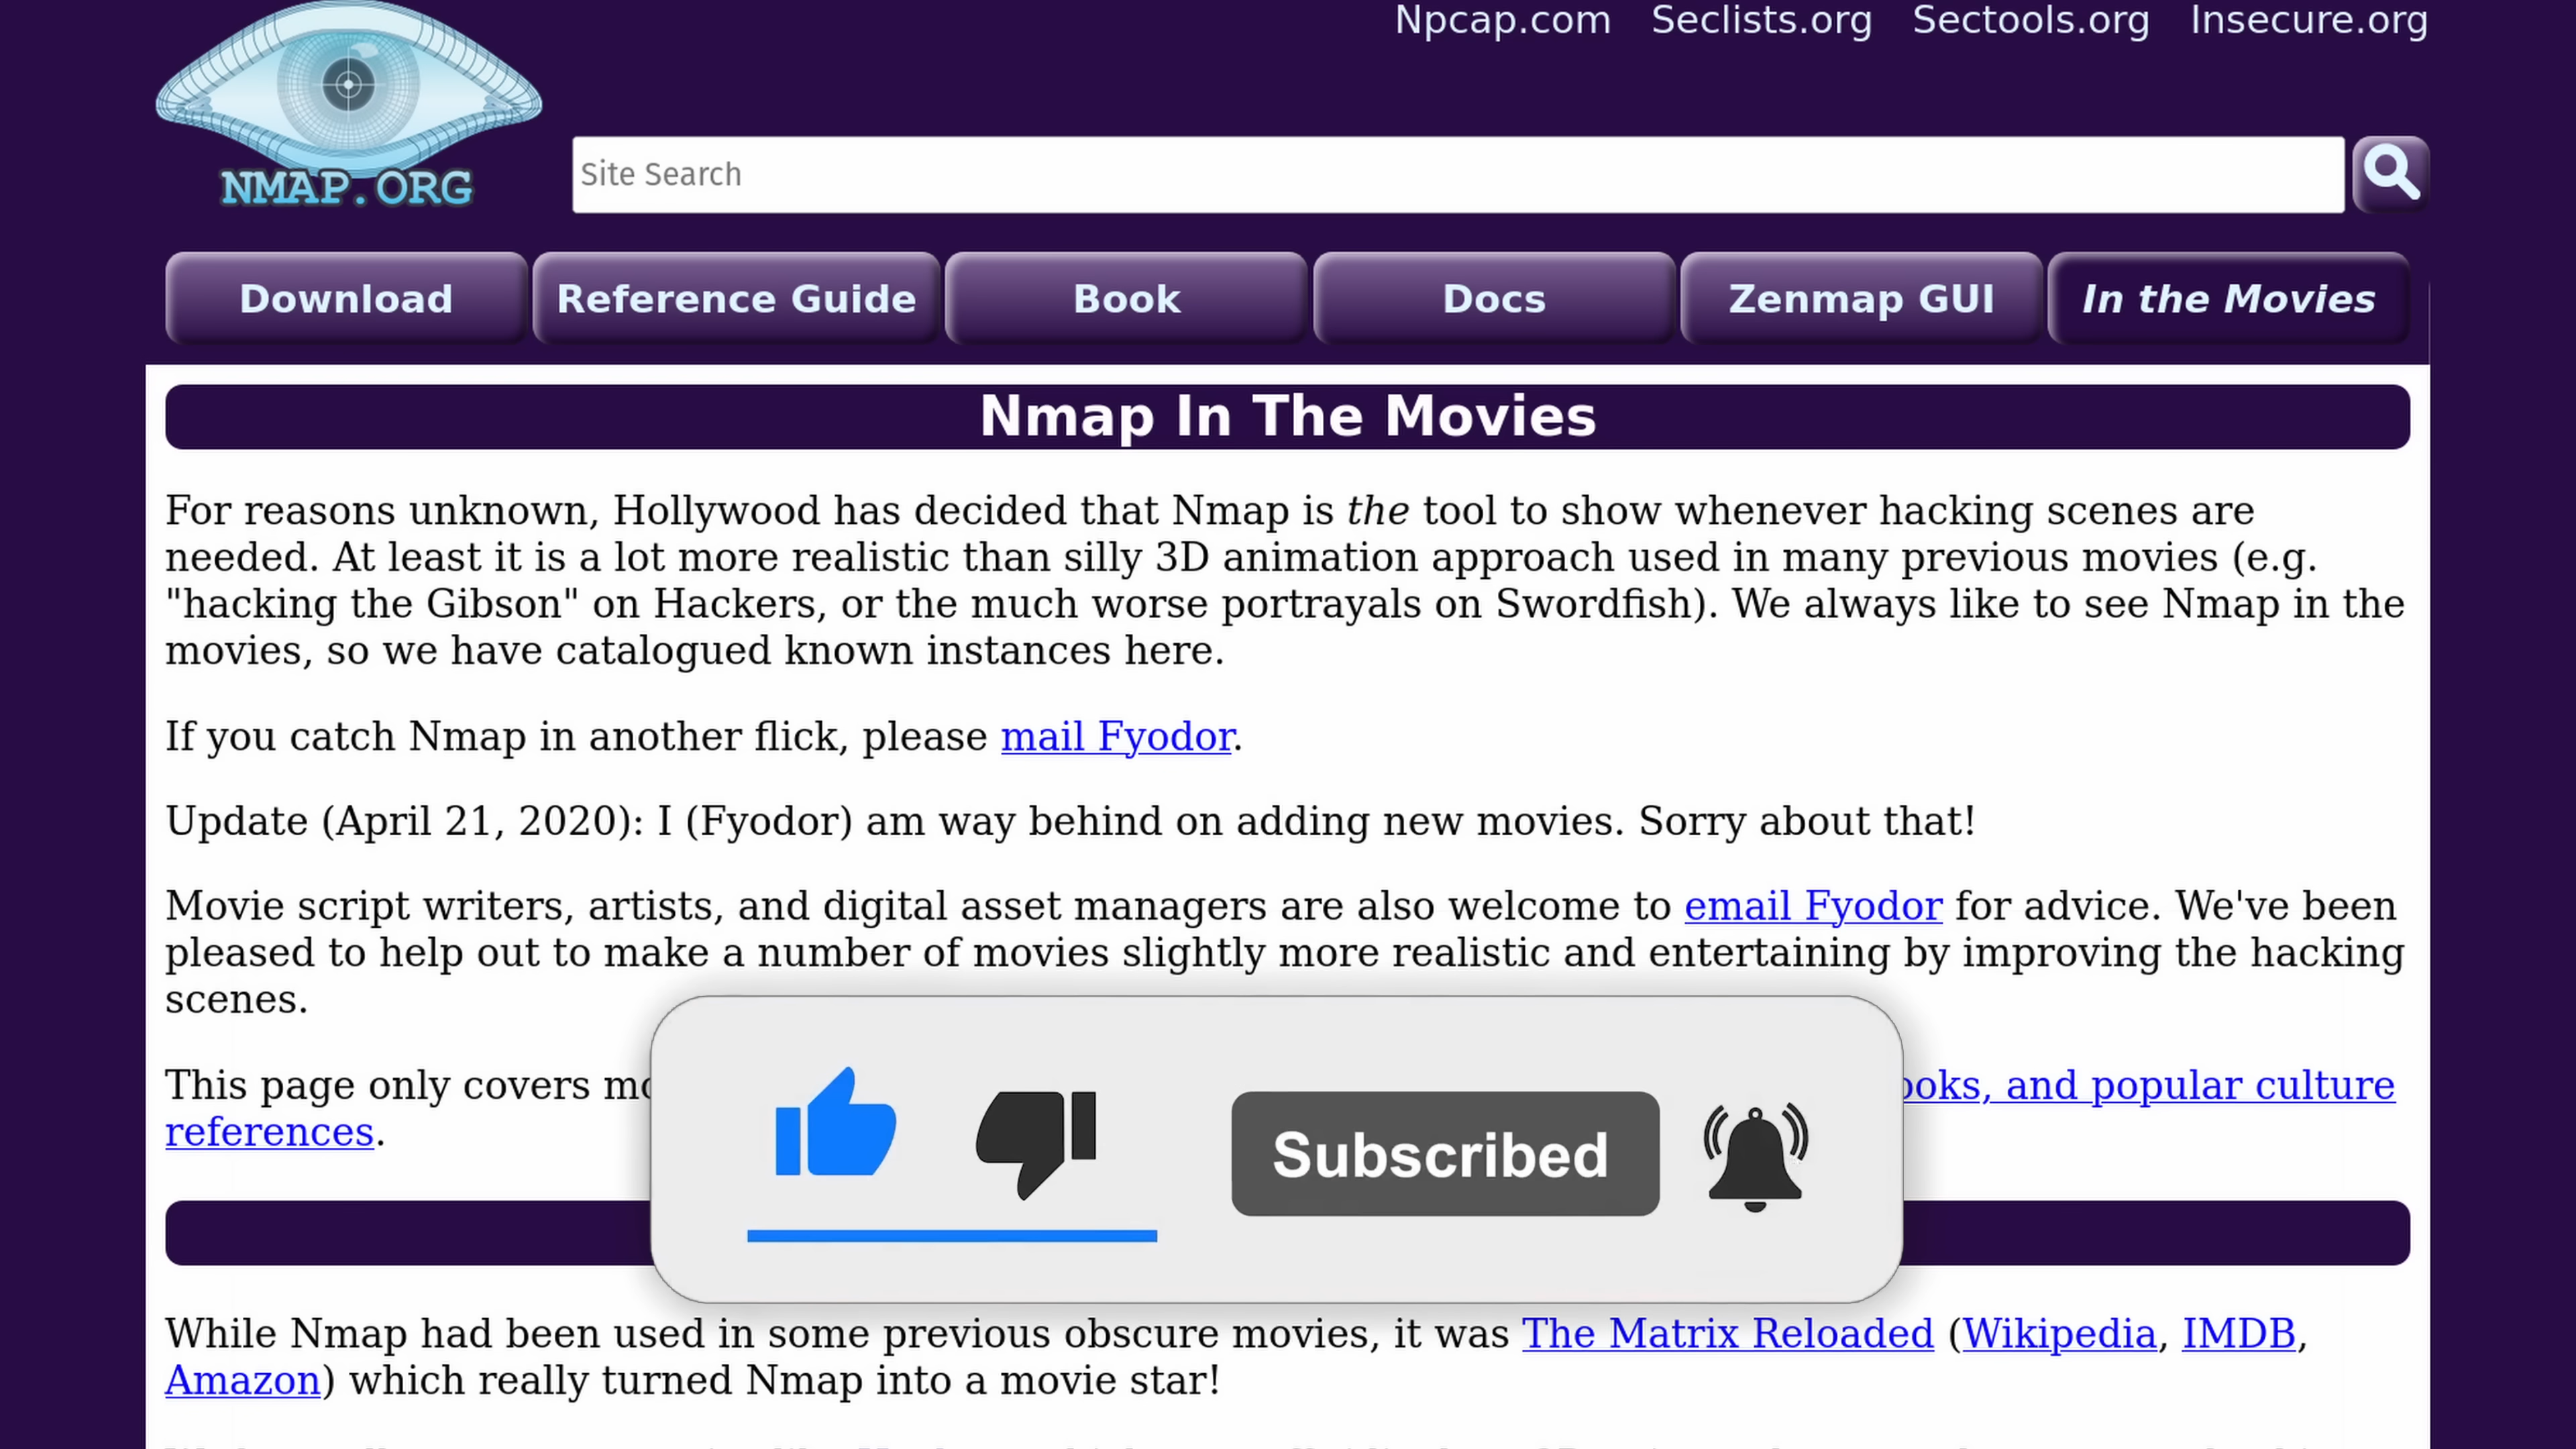 Npcap.com Seclists.org Sectools.org Insecure.org
NMAP.ORG
Site Search
Download Reference Guide Book Docs Zenmap GUI In the Movies
Nmap In The Movies
For reasons unknown, Hollywood has decided that Nmap is the tool to show whenever hacking scenes are
needed. At least it is a lot more realistic than silly 3D animation approach used in many previous movies (e.g.
"hacking the Gibson" on Hackers, or the much worse portrayals on Swordfish). We always like to see Nmap in the
movies, so we have catalogued known instances here.
If you catch Nmap in another flick, please mail Fyodor.
Update (April 21, 2020): I (Fyodor) am way behind on adding new movies. Sorry about that!
Movie script writers, artists, and digital asset managers are also welcome to email Fyodor for advice. We've been
pleased to help out to make a number of movies slightly more realistic and entertaining by improving the hacking
scenes.
This page only covers and popular culture
references.
Subscribed
While Nmap had been used in some previous obscure movies, it was The Matrix Reloaded (Wikipedia, IMDB,
Amazon) which really turned Nmap into a movie star!